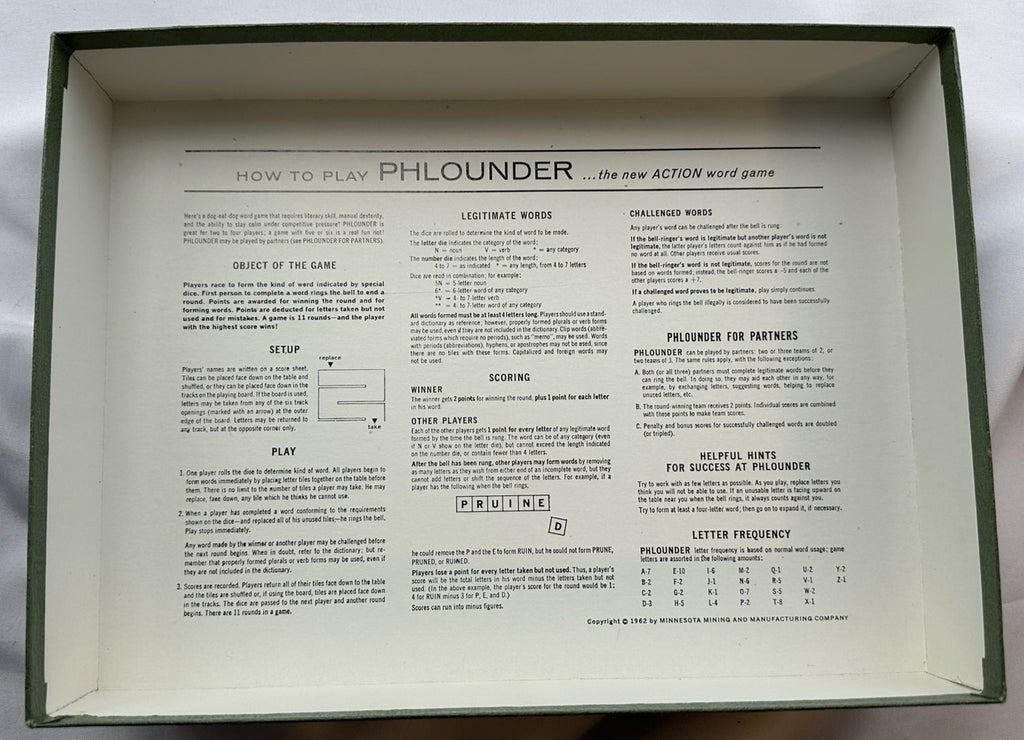 HOW TO PLAY PHLOUNDER ...the new ACTION word game
Here's a dog-eat-dog word game that requires literary skill, manual dexterity,
and the ability to stay calm under competitive pressure! PHLOUNDER is
great for two to four players; a game with five or six is a real fun riot!
PHLOUNDER may be played by partners (see PHLOUNDER FOR PARTNERS).
OBJECT OF THE GAME
Players race to form the kind of word indicated by special
dice. First person to complete a word rings the bell to end a
round. Points are awarded for winning the round and for
forming words. Points are deducted for letters taken but not
used and for mistakes. A game is 11 rounds—and the player
with the highest score wins!
SETUP
Players' names are written on a score sheet.
Tiles can be placed face down on the table and
shuffled, or they can be placed face down in the
tracks on the playing board. If the board is used,
letters may be taken from any of the six track
openings (marked with an arrow) at the outer
edge of the board. Letters may be returned to
any track, but at the opposite corner only.
replace
take
PLAY
1. One player rolls the dice to determine kind of word. All players begin to
form words immediately by placing letter tiles together on the table before
them. There is no limit to the number of tiles a player may take. He may
replace, face down, any tile which he thinks he cannot use.
2. When a player has completed a word conforming to the requirements
shown on the dice—and replaced all of his unused tiles—he rings the bell.
Play stops immediately.
Any word made by the winner or another player may be challenged before
the next round begins. When in doubt, refer to the dictionary; but re-
member that properly formed plurals or verb forms may be used, even if
they are not included in the dictionary.
3. Scores are recorded. Players return all of their tiles face down to the table
and the tiles are shuffled or, if using the board, tiles are placed face down
in the tracks. The dice are passed to the next player and another round
begins. There are 11 rounds in a game.
LEGITIMATE WORDS
The dice are rolled to determine the kind of word to be made.
The letter die indicates the category of the word:
N = noun V = verb * = any category
The number die indicates the length of the word:
4 to 7 = as indicated * = any length, from 4 to 7 letters
Dice are read in combination; for example:
5N = 5-letter noun
6* = 6-letter word of any category
*V = 4- to 7-letter verb
** = 4- to 7-letter word of any category
All words formed must be at least 4 letters long. Players should use a stand-
ard dictionary as reference; however, properly formed plurals or verb forms
may be used, even if they are not included in the dictionary. Clip words (abbre-
viated forms which require no periods), such as "memo", may be used. Words
with periods (abbreviations), hyphens, or apostrophes may not be used, since
there are no tiles with these forms. Capitalized and foreign words may
not be used.
SCORING
WINNER
The winner gets 2 points for winning the round, plus 1 point for each letter
in his word.
OTHER PLAYERS
Each of the other players gets 1 point for every letter of any legitimate word
formed by the time the bell is rung. The word can be of any category (even
if N or V show on the letter die), but cannot exceed the length indicated
on the number die, or contain fewer than 4 letters.
After the bell has been rung, other players may form words by removing
as many letters as they wish from either end of an incomplete word, but they
cannot add letters or shift the sequence of the letters. For example, if a
player has the following when the bell rings,
P R U I N E
D
he could remove the P and the E to form RUIN, but he could not form PRUNE,
PRUNED, or RUINED.
Players lose a point for every letter taken but not used. Thus, a player's
score will be the total letters in his word minus the letters taken but not
used. (In the above example, the player's score for the round would be 1:
4 for RUIN minus 3 for P, E, and D.)
Scores can run into minus figures.
CHALLENGED WORDS
Any player's word can be challenged after the bell is rung:
If the bell-ringer's word is legitimate but another player's word is not
legitimate, the latter player's letters count against him as if he had formed
no word at all. Other players receive usual scores.
If the bell-ringer's word is not legitimate, scores for the round are not
based on words formed; instead, the bell-ringer scores a -5 and each of the
other players scores a +7.
If a challenged word proves to be legitimate, play simply continues.
A player who rings the bell illegally is considered to have been successfully
challenged.
PHLOUNDER FOR PARTNERS
PHLOUNDER can be played by partners: two or three teams of 2, or
two teams of 3. The same rules apply, with the following exceptions:
A. Both (or all three) partners must complete legitimate words before they
can ring the bell. In doing so, they may aid each other in any way, for
example, by exchanging letters, suggesting words, helping to replace
unused letters, etc.
B. The round-winning team receives 2 points. Individual scores are combined
with these points to make team scores.
C. Penalty and bonus scores for successfully challenged words are doubled
(or tripled).
HELPFUL HINTS
FOR SUCCESS AT PHLOUNDER
Try to work with as few letters as possible. As you play, replace letters you
think you will not be able to use. If an unusable letter is facing upward on
the table near you when the bell rings, it always counts against you.
Try to form at least a four-letter word; then go on to expand it, if necessary.
LETTER FREQUENCY
PHLOUNDER letter frequency is based on normal word usage; game
letters are assorted in the following amounts:
A-7 E-10 I-6 M-2 Q-1 U-2 Y-2
B-2 F-2 J-1 N-6 R-5 V-1 Z-1
C-2 G-2 K-1 O-7 S-5 W-2
D-3 H-5 L-4 P-2 T-8 X-1
Copyright © 1962 by MINNESOTA MINING AND MANUFACTURING COMPANY